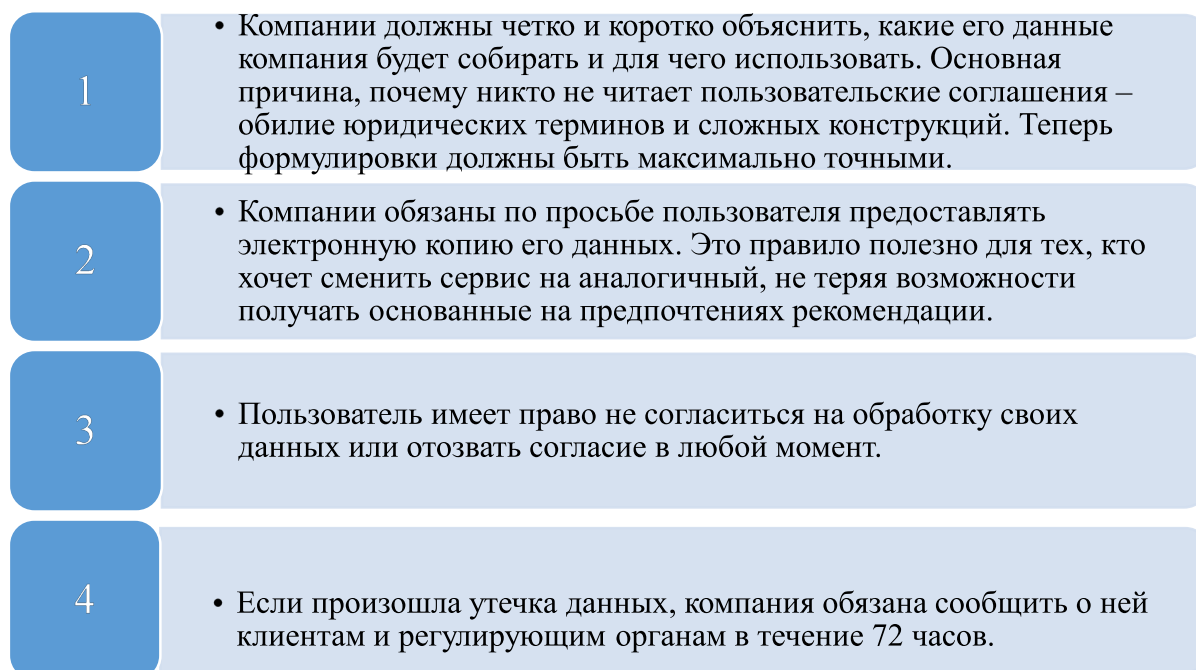 1
• Компании должны четко и коротко объяснить, какие его данные
компания будет собирать и для чего использовать. Основная
причина, почему никто не читает пользовательские соглашения –
обилие юридических терминов и сложных конструкций. Теперь
формулировки должны быть максимально точными.
2
• Компании обязаны по просьбе пользователя предоставлять
электронную копию его данных. Это правило полезно для тех, кто
хочет сменить сервис на аналогичный, не теряя возможности
получать основанные на предпочтениях рекомендации.
3
• Пользователь имеет право не согласиться на обработку своих
данных или отозвать согласие в любой момент.
4
• Если произошла утечка данных, компания обязана сообщить о ней
клиентам и регулирующим органам в течение 72 часов.